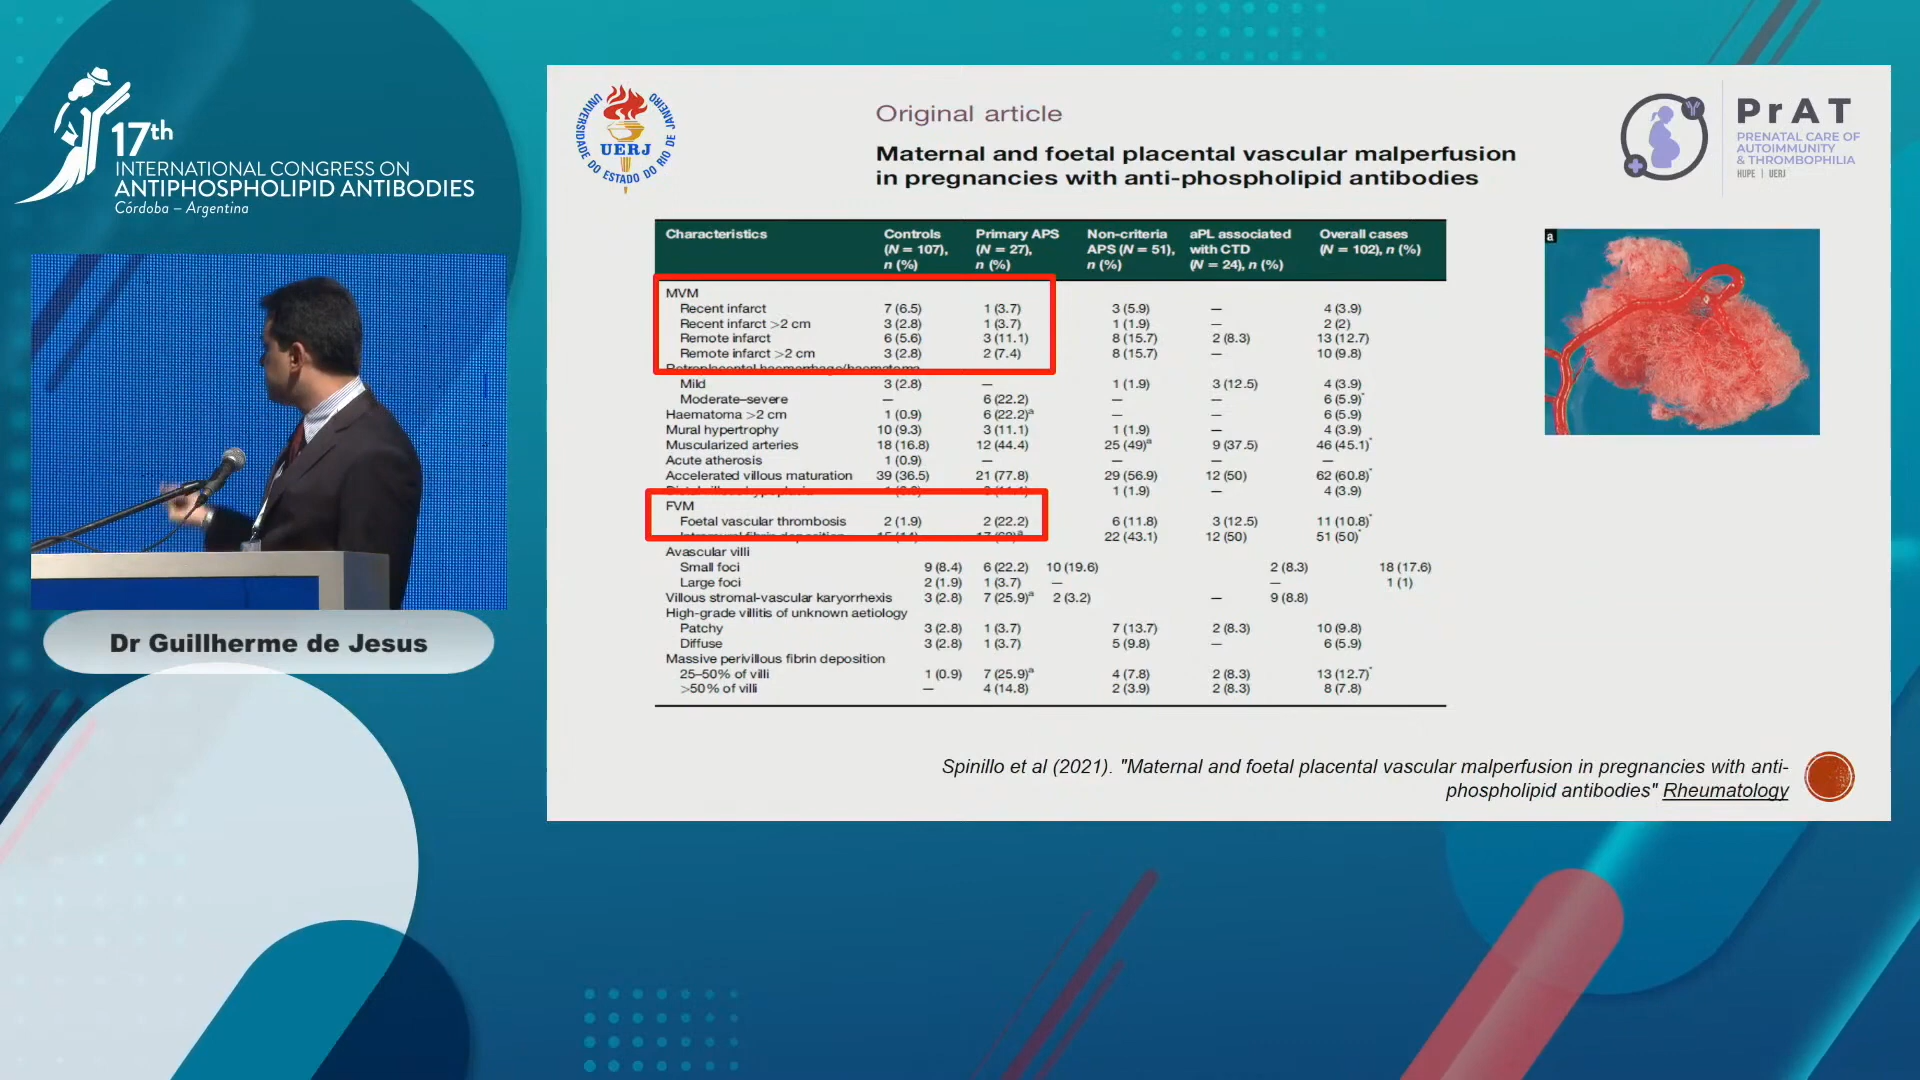 17th
INTERNATIONAL CONGRESS ON
ANTIPHOSPHOLIPID ANTIBODIES
Córdoba – Argentina
Dr Guillherme de Jesus
UNIVERSIDADE DO ESTADO DO RIO DE JANEIRO
UERJ
Original article
Maternal and foetal placental vascular malperfusion
in pregnancies with anti-phospholipid antibodies
PrAT
PRENATAL CARE OF
AUTOIMMUNITY
& THROMBOPHILIA
HUPE | UERJ
a
Characteristics Controls (N = 107), n (%) Primary APS (N = 27), n (%) Non-criteria APS (N = 51), n (%) aPL associated with CTD (N = 24), n (%) Overall cases (N = 102), n (%)
MVM
Recent infarct 7 (6.5) 1 (3.7) 3 (5.9) — 4 (3.9)
Recent infarct >2 cm 3 (2.8) 1 (3.7) 1 (1.9) — 2 (2)
Remote infarct 6 (5.6) 3 (11.1) 8 (15.7) 2 (8.3) 13 (12.7)
Remote infarct >2 cm 3 (2.8) 2 (7.4) 8 (15.7) — 10 (9.8)
Retroplacental haemorrhage/haematoma
Mild 3 (2.8) — 1 (1.9) 3 (12.5) 4 (3.9)
Moderate–severe — 6 (22.2) — — 6 (5.9)*
Haematoma >2 cm 1 (0.9) 6 (22.2)a — — 6 (5.9)
Mural hypertrophy 10 (9.3) 3 (11.1) 1 (1.9) — 4 (3.9)
Muscularized arteries 18 (16.8) 12 (44.4) 25 (49)a 9 (37.5) 46 (45.1)*
Acute atherosis 1 (0.9) — — — —
Accelerated villous maturation 39 (36.5) 21 (77.8) 29 (56.9) 12 (50) 62 (60.8)*
1 (1.9) — 4 (3.9)
FVM
Foetal vascular thrombosis 2 (1.9) 2 (22.2) 6 (11.8) 3 (12.5) 11 (10.8)*
Intramural fibrin deposition 22 (43.1) 12 (50) 51 (50)*
Avascular villi
Small foci 9 (8.4) 6 (22.2) 10 (19.6) 2 (8.3) 18 (17.6)
Large foci 2 (1.9) 1 (3.7) — — 1 (1)
Villous stromal-vascular karyorrhexis 3 (2.8) 7 (25.9)a 2 (3.2) — 9 (8.8)
High-grade villitis of unknown aetiology
Patchy 3 (2.8) 1 (3.7) 7 (13.7) 2 (8.3) 10 (9.8)
Diffuse 3 (2.8) 1 (3.7) 5 (9.8) — 6 (5.9)
Massive perivillous fibrin deposition
25–50% of villi 1 (0.9) 7 (25.9)a 4 (7.8) 2 (8.3) 13 (12.7)*
>50% of villi — 4 (14.8) 2 (3.9) 2 (8.3) 8 (7.8)
Spinillo et al (2021). "Maternal and foetal placental vascular malperfusion in pregnancies with anti-
phospholipid antibodies" Rheumatology